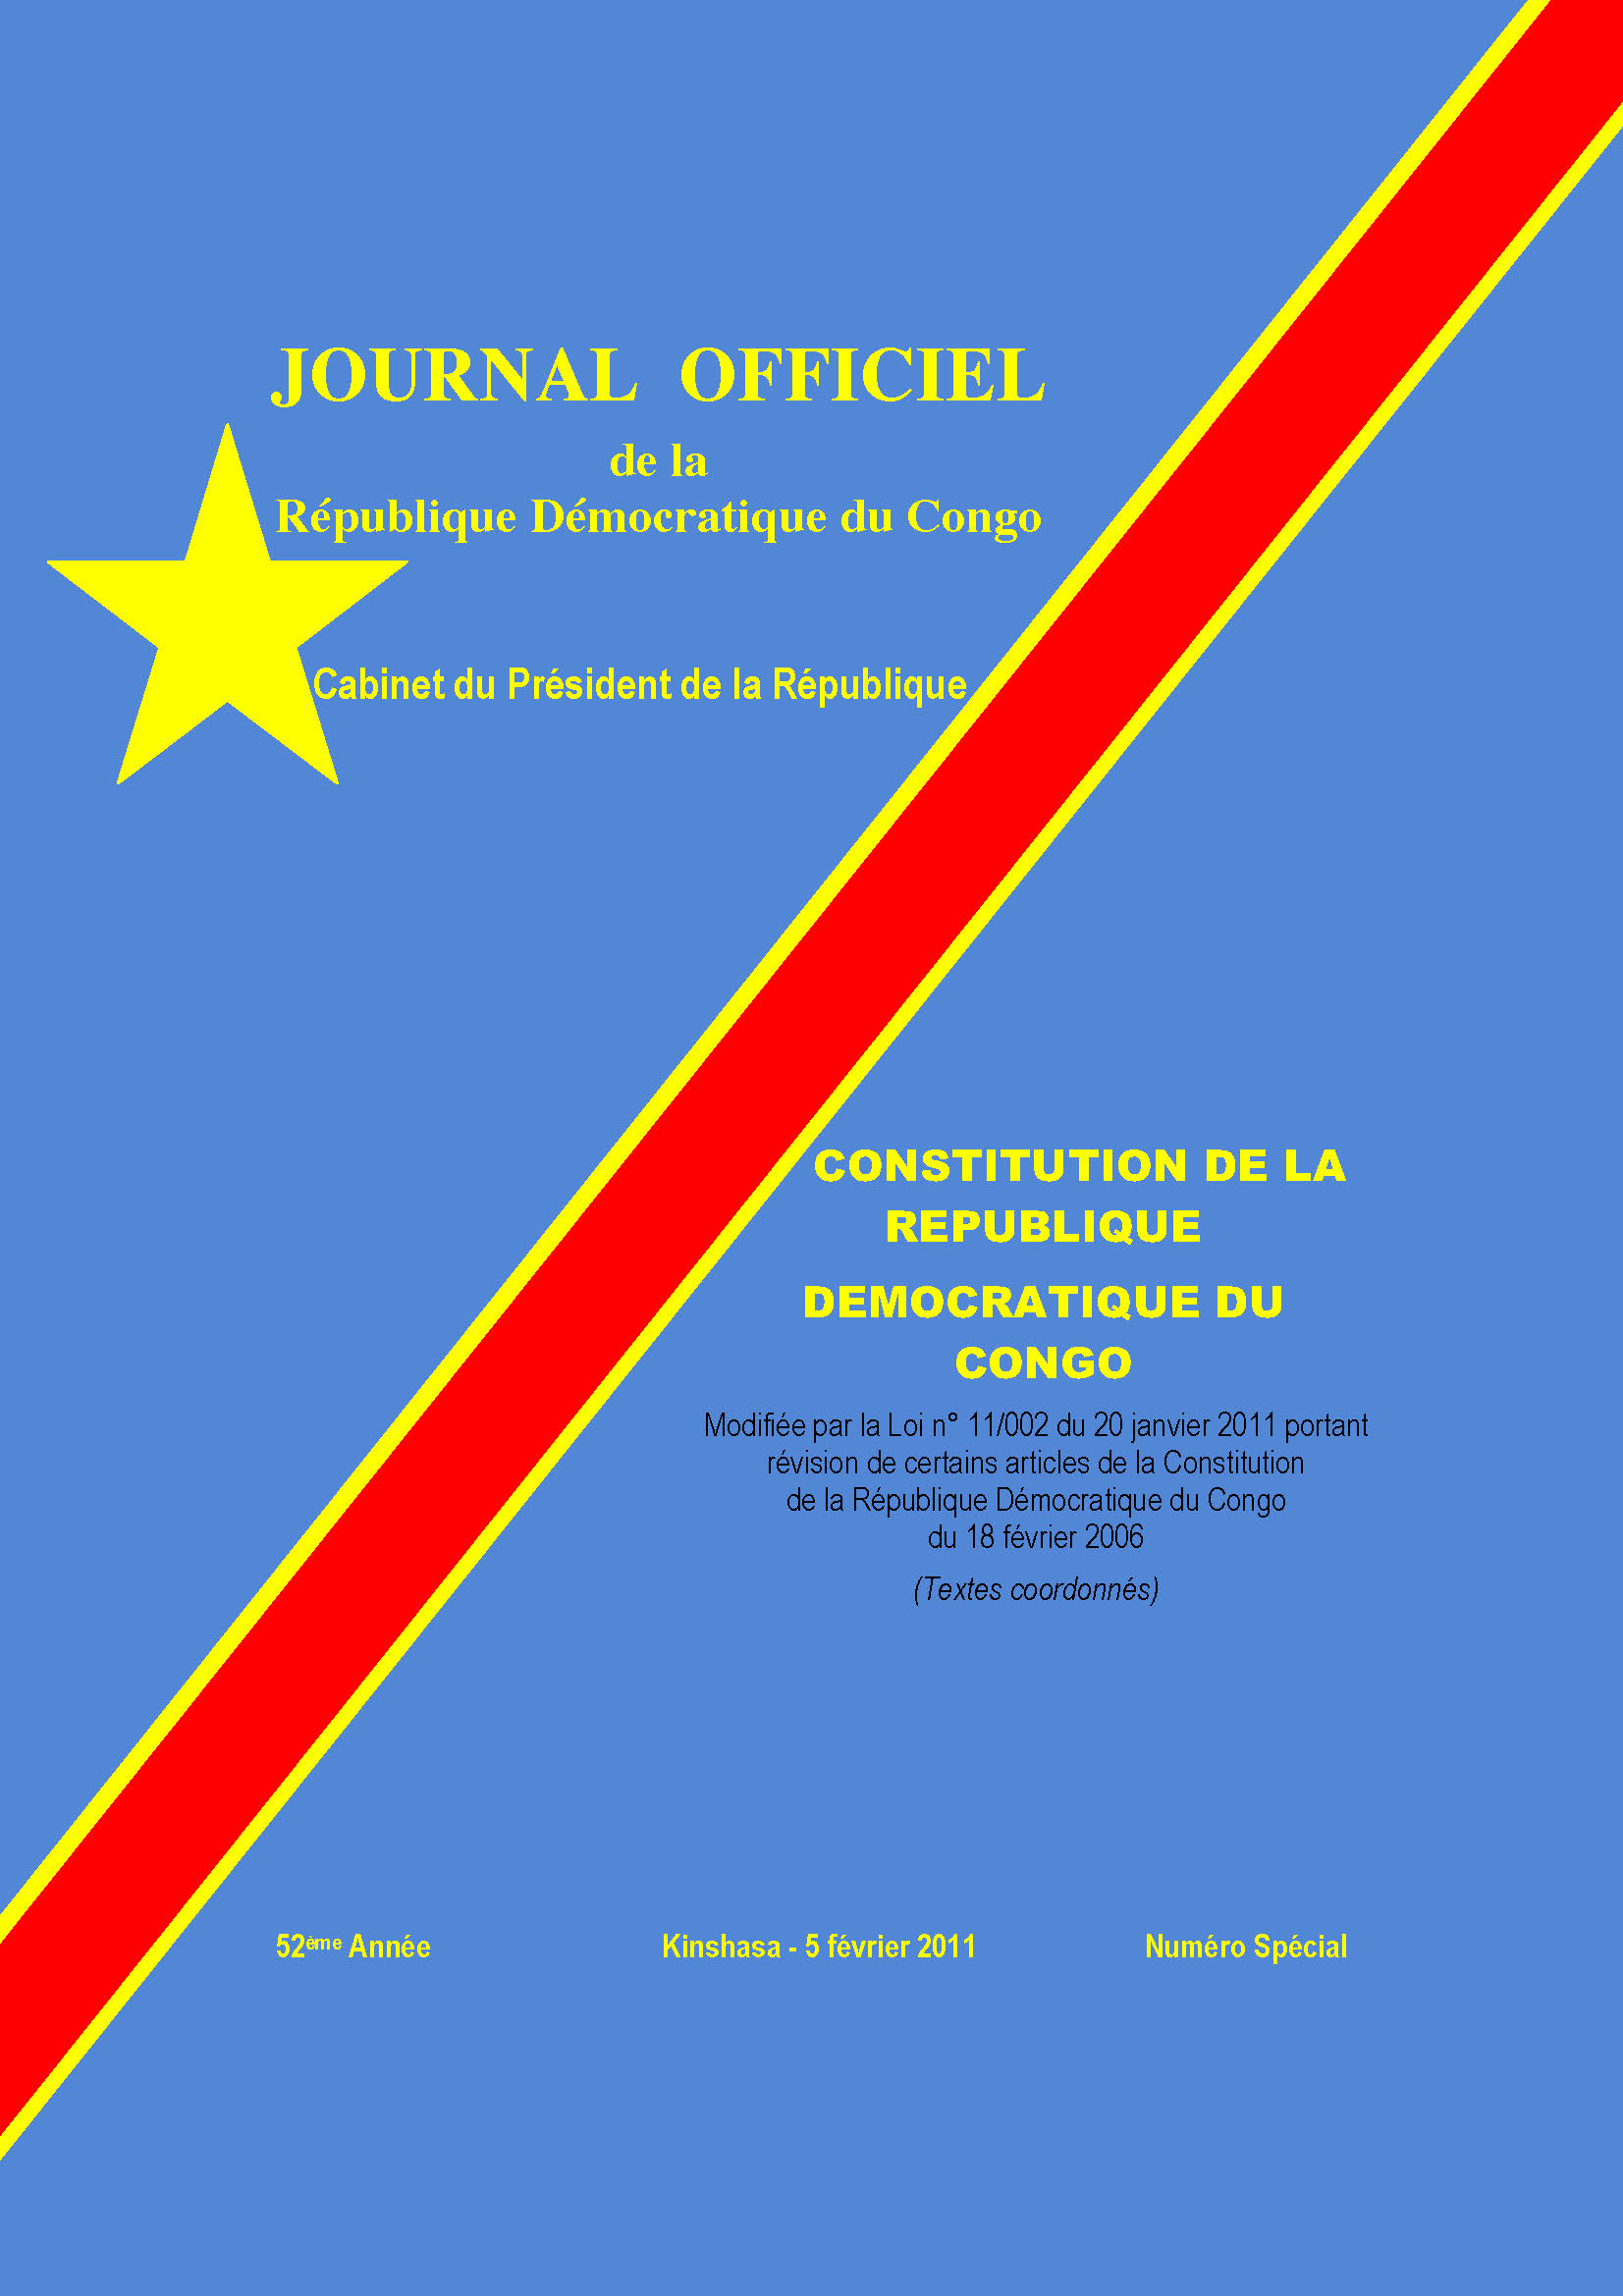 JOURNAL OFFICIEL
de la
République Démocratique du Congo
Cabinet du Président de la République
CONSTITUTION DE LA
REPUBLIQUE
DEMOCRATIQUE DU
CONGO
Modifiée par la Loi n° 11/002 du 20 janvier 2011 portant
révision de certains articles de la Constitution
de la République Démocratique du Congo
du 18 février 2006
(Textes coordonnés)
52ème Année Kinshasa - 5 février 2011 Numéro Spécial